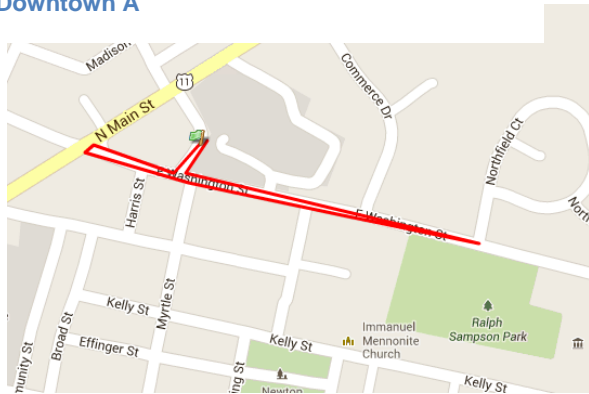 Downtown A
Madison
11
N Main St
Commerce Dr
Northfield Ct
E Washington St
Harris St
E Washington St
Myrtle St
Kelly St
Broad St
Effinger St
Kelly St
Immanuel
Mennonite
Church
Ralph
Sampson Park
Kelly St
Newton